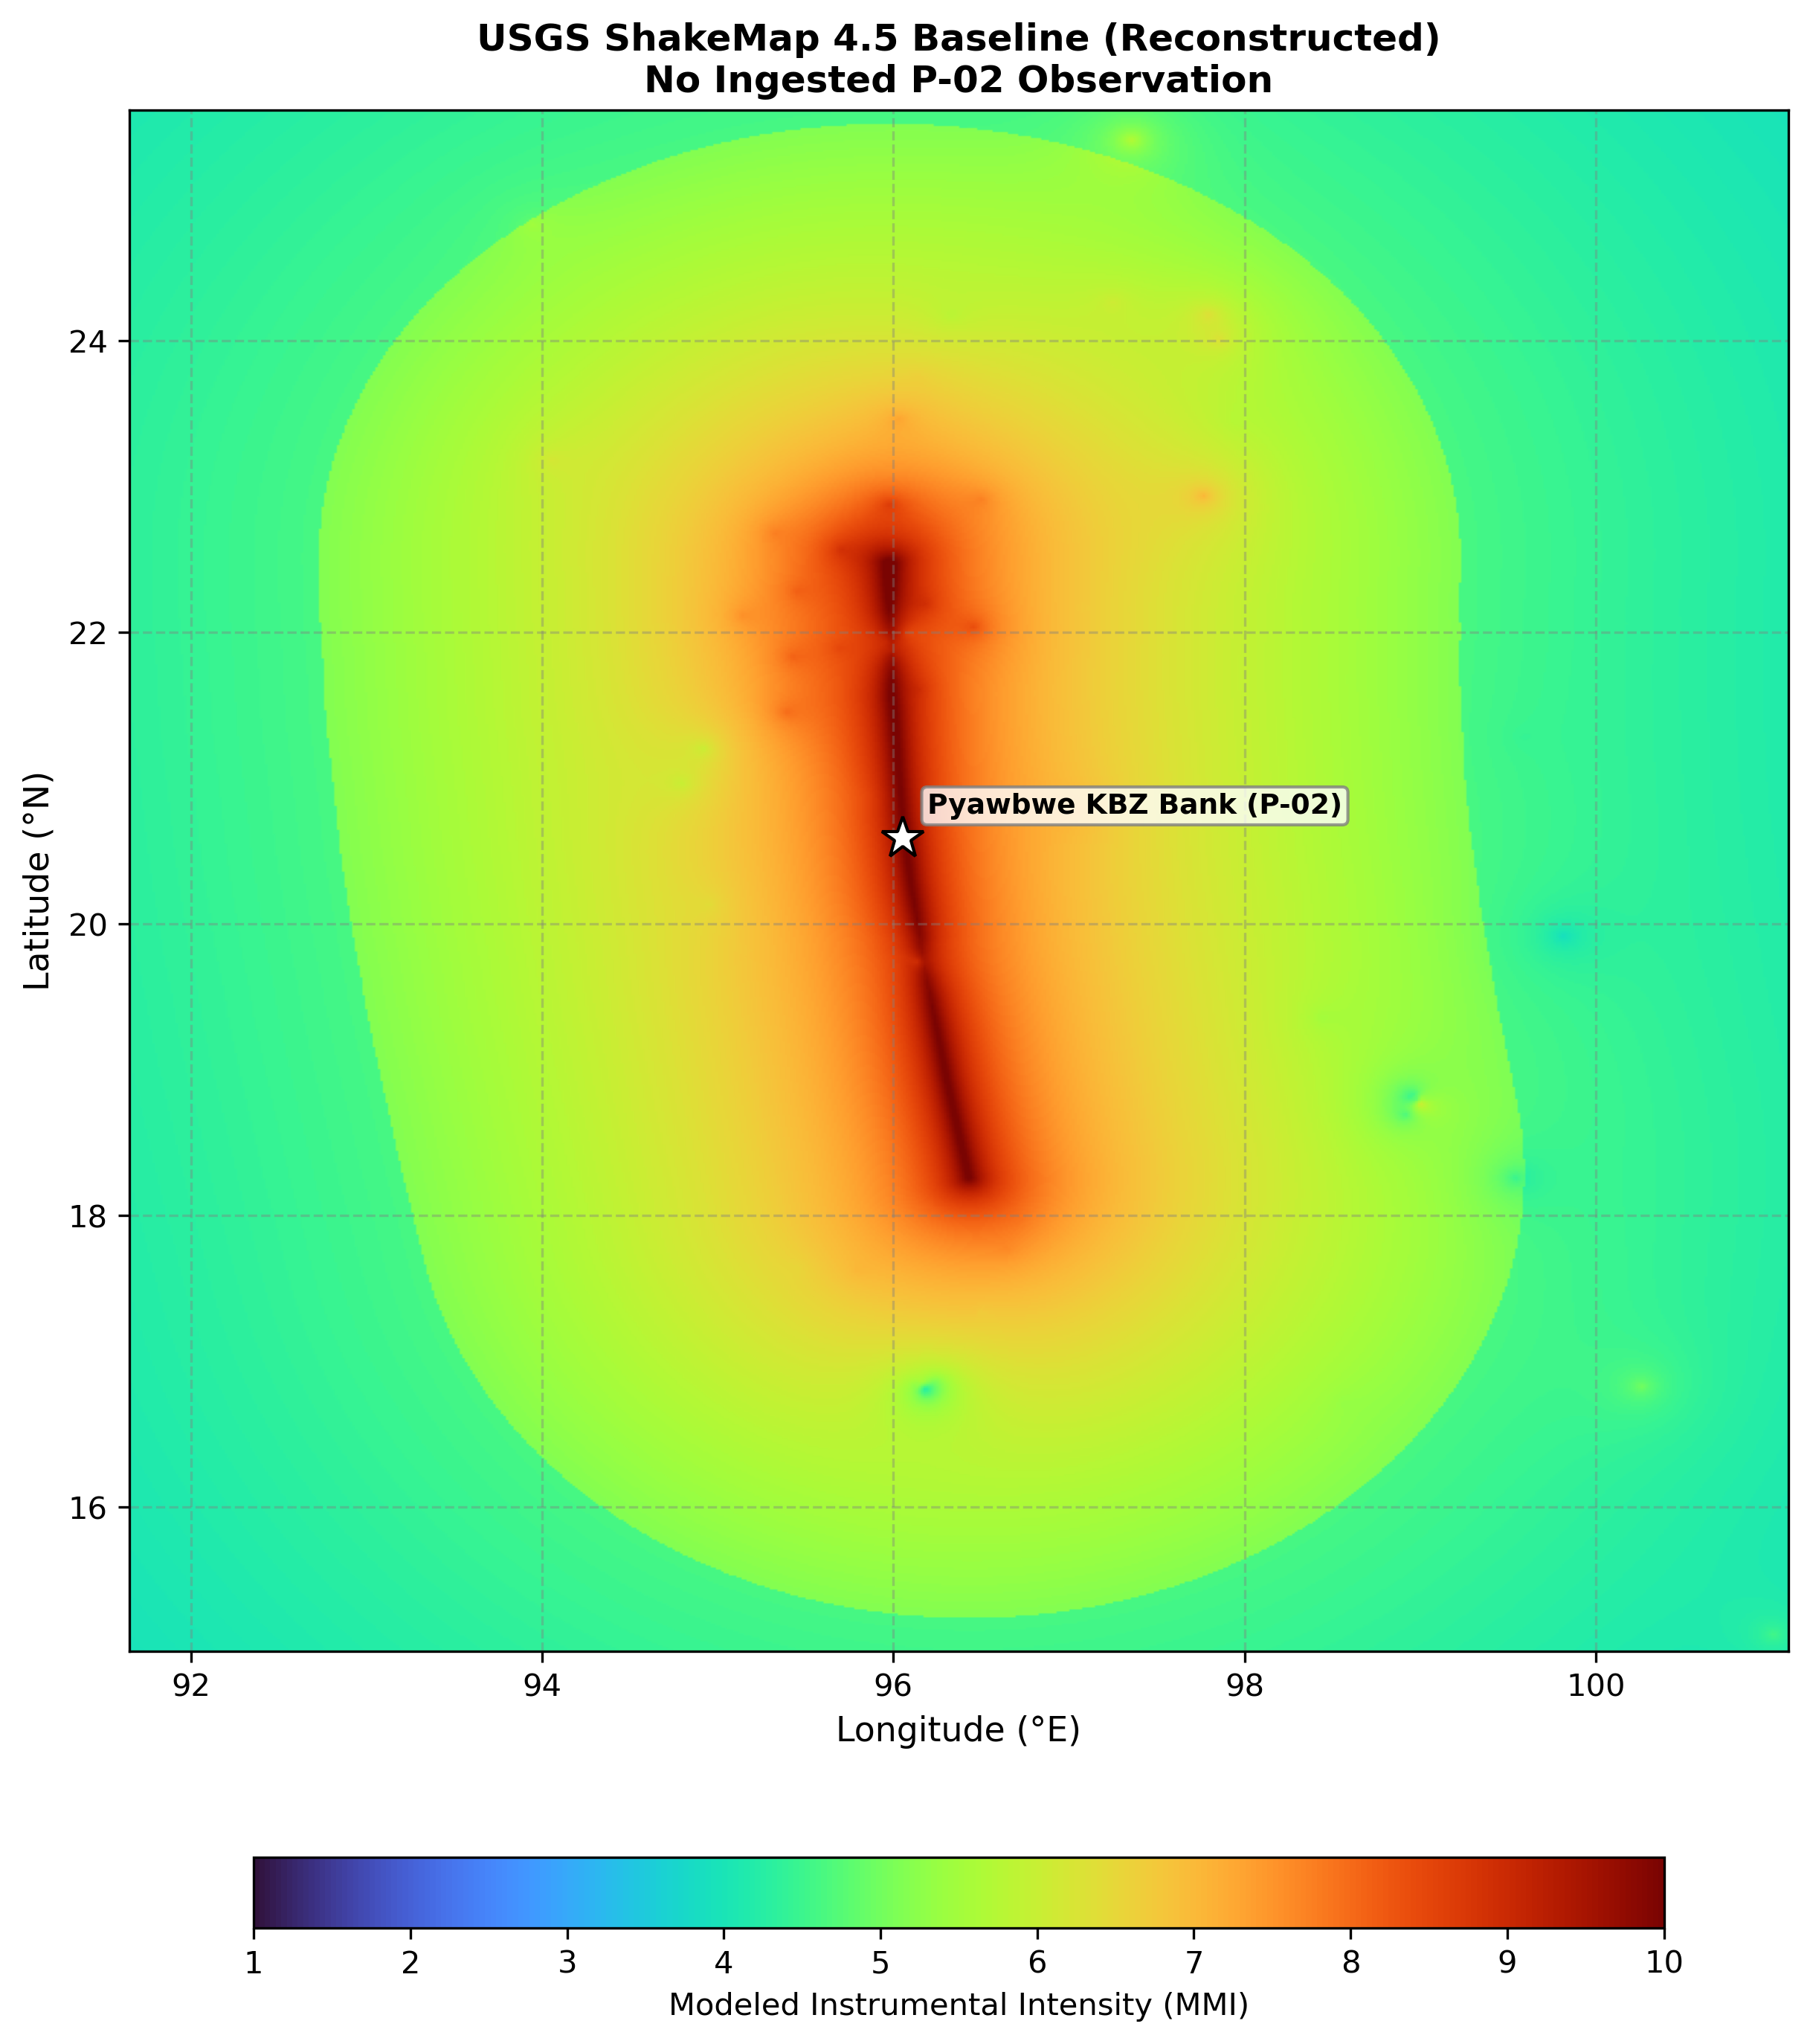 USGS ShakeMap 4.5 Baseline (Reconstructed)
No Ingested P-02 Observation
24
22
20
18
16
Latitude (°N)
Pyawbwe KBZ Bank (P-02)
92 94 96 98 100
Longitude (°E)
1 2 3 4 5 6 7 8 9 10
Modeled Instrumental Intensity (MMI)